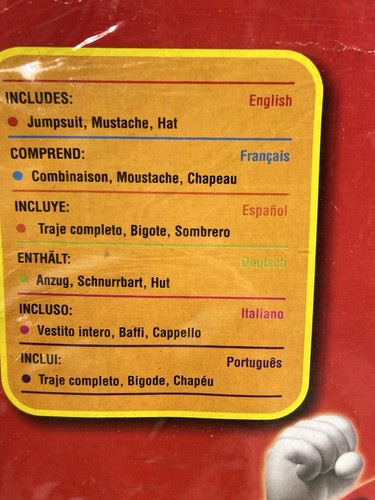 INCLUDES: English
Jumpsuit, Mustache, Hat
COMPREND: Français
Combinaison, Moustache, Chapeau
INCLUYE: Español
Traje completo, Bigote, Sombrero
ENTHÄLT: Deutsch
Anzug, Schnurrbart, Hut
INCLUSO: Italiano
Vestito intero, Baffi, Cappello
INCLUI: Português
Traje completo, Bigode, Chapéu